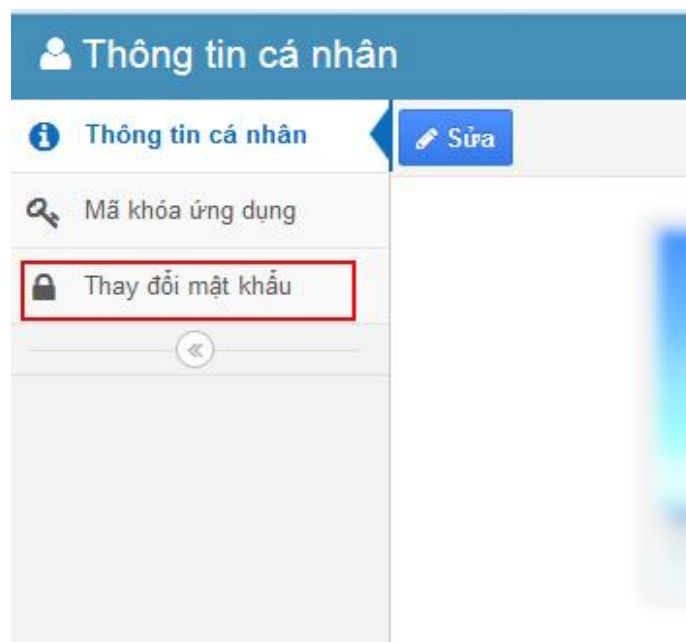 Thông tin cá nhân
Thông tin cá nhân
Sửa
Mã khóa ứng dụng
Thay đổi mật khẩu